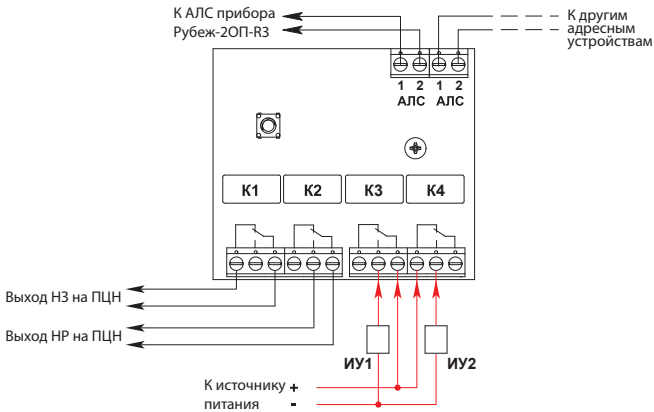 К АЛС прибора
Рубеж-2ОП-R3
К другим
адресным
устройствам
1 2 1 2
АЛС АЛС
К1 К2 К3 К4
Выход НЗ на ПЦН
Выход НР на ПЦН
ИУ1 ИУ2
К источнику +
питания -